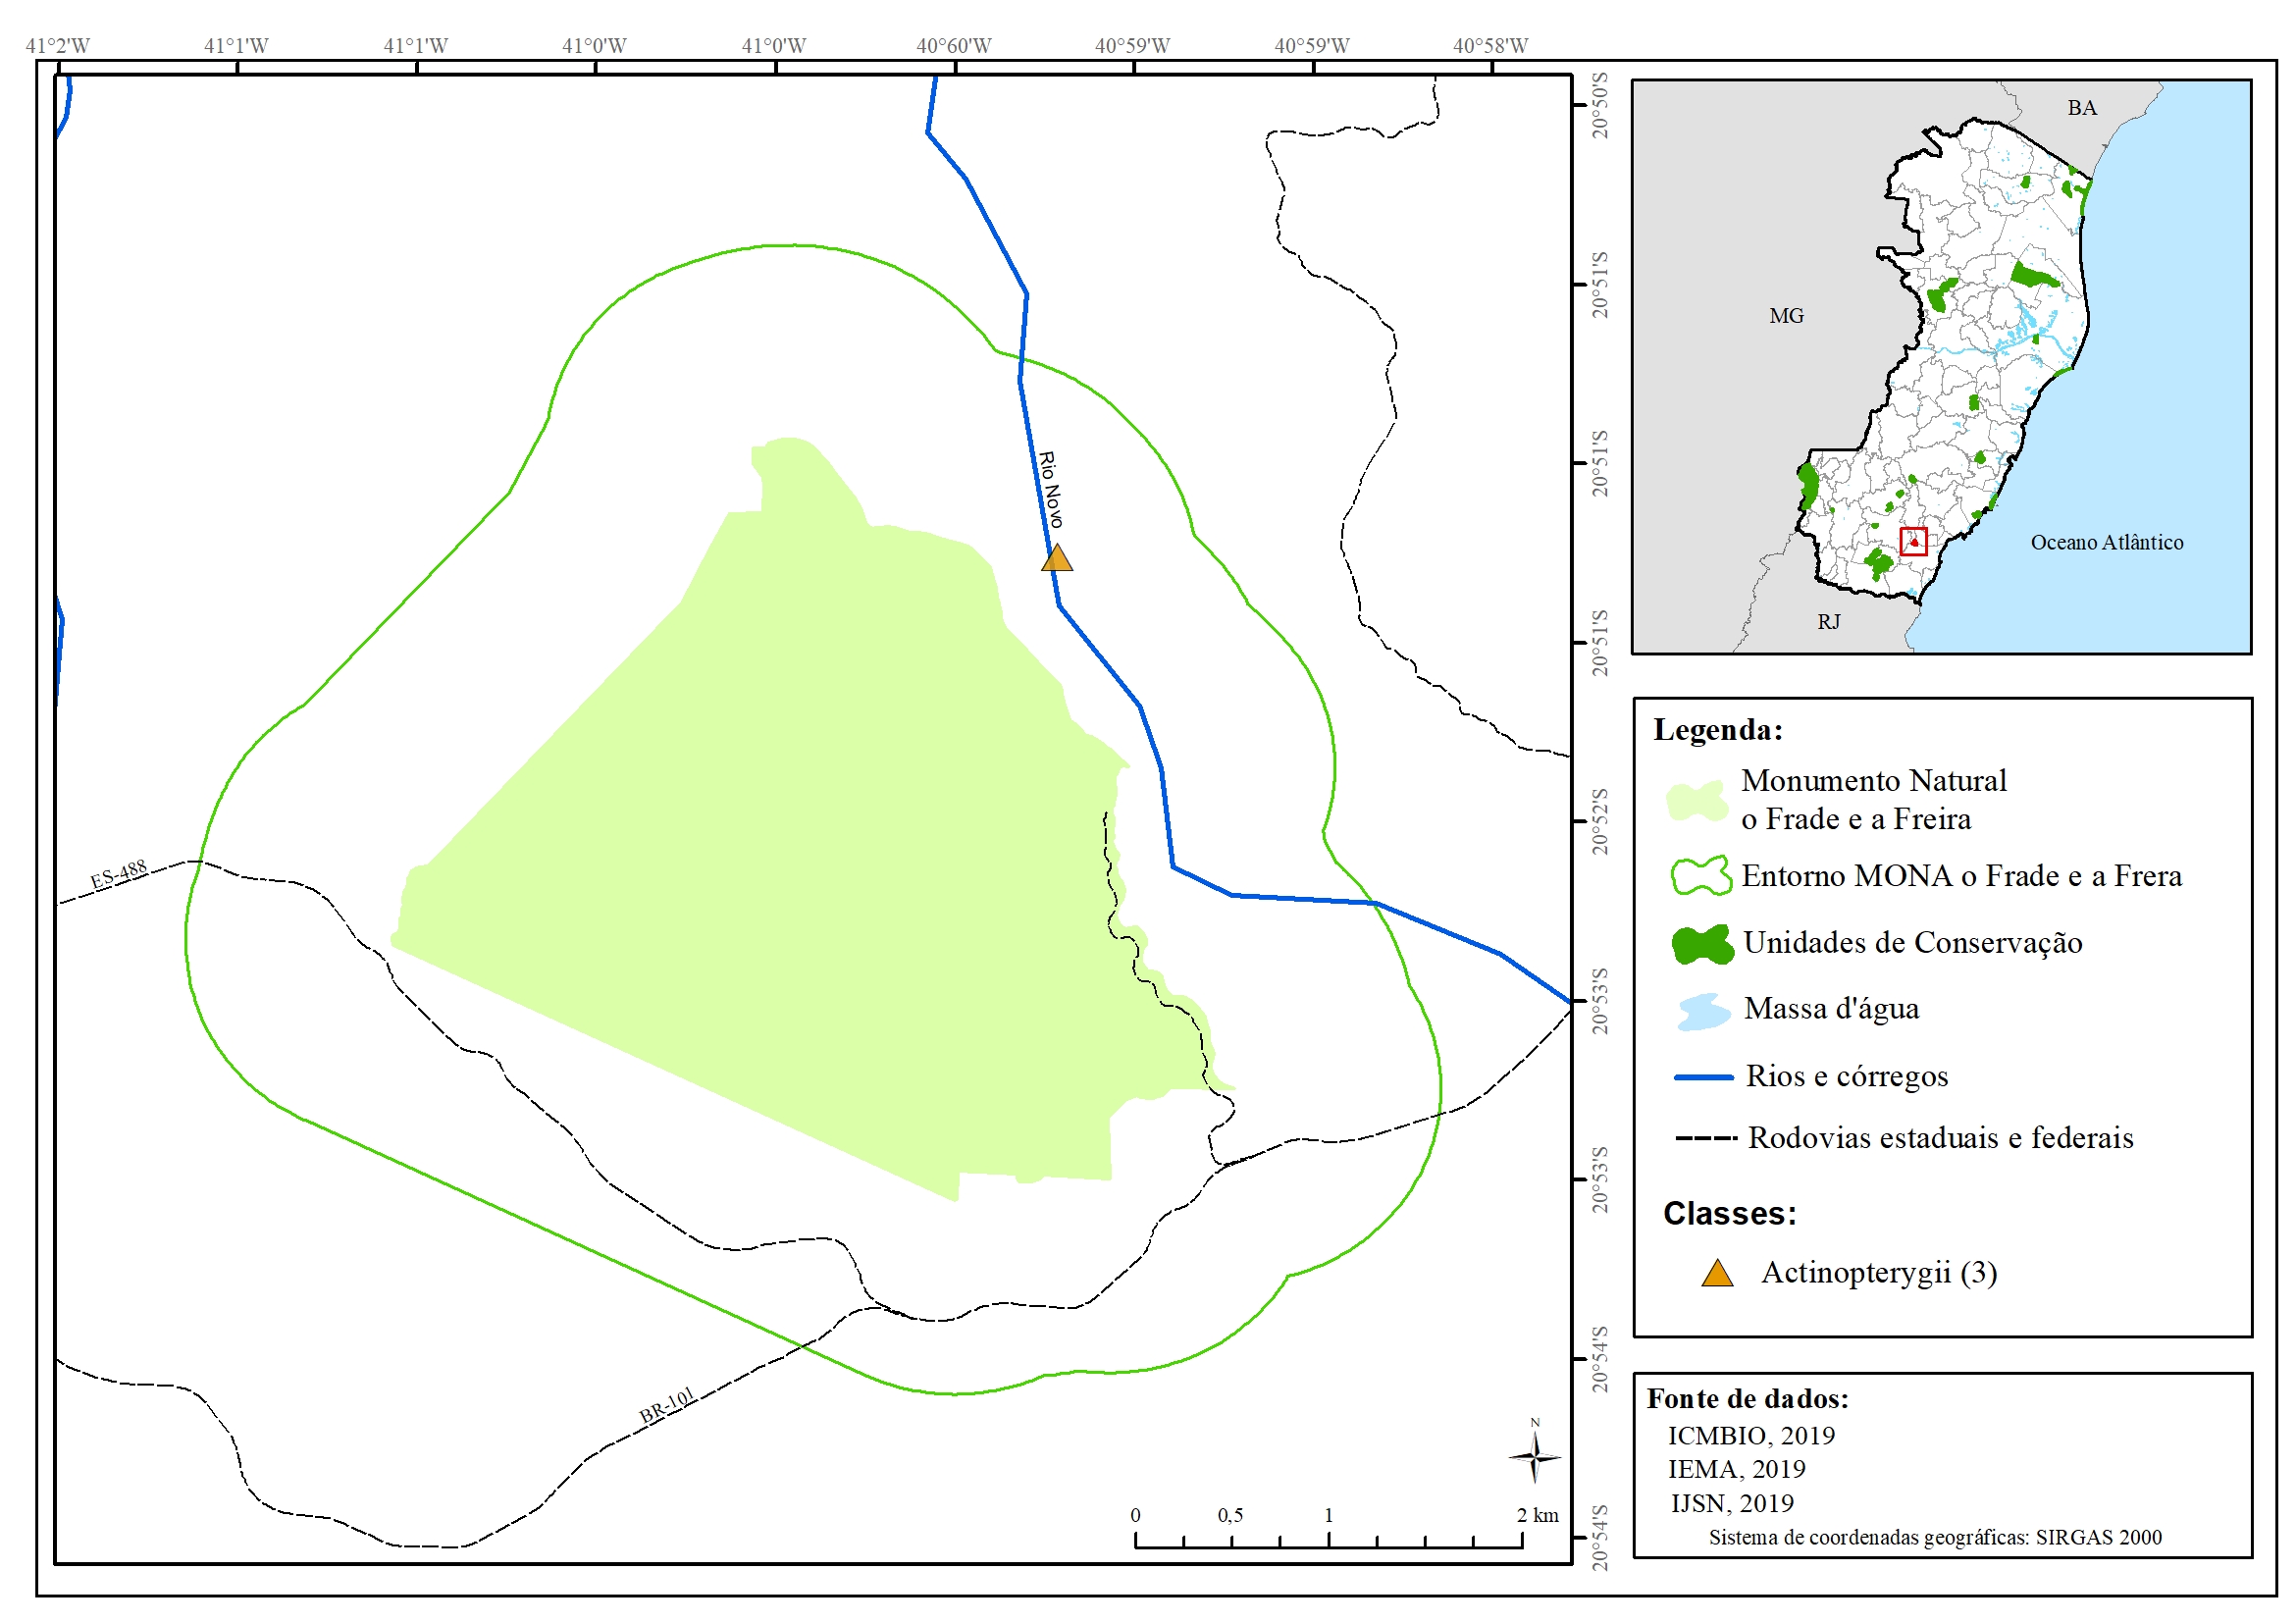 41°2'W
41°1'W
41°1'W
41°0'W
41°0'W
40°60'W
40°59'W
40°59'W
40°58'W
20°50'S
20°51'S
20°51'S
20°51'S
20°52'S
20°53'S
20°53'S
20°54'S
20°54'S
Rio Novo
ES-488
BR-101
N
0
0,5
1
2 km
BA
MG
Oceano Atlântico
RJ
Legenda:
Monumento Natural
o Frade e a Freira
Entorno MONA o Frade e a Frera
Unidades de Conservação
Massa d'água
Rios e córregos
Rodovias estaduais e federais
Classes:
Actinopterygii (3)
Fonte de dados:
ICMBIO, 2019
IEMA, 2019
IJSN, 2019
Sistema de coordenadas geográficas: SIRGAS 2000